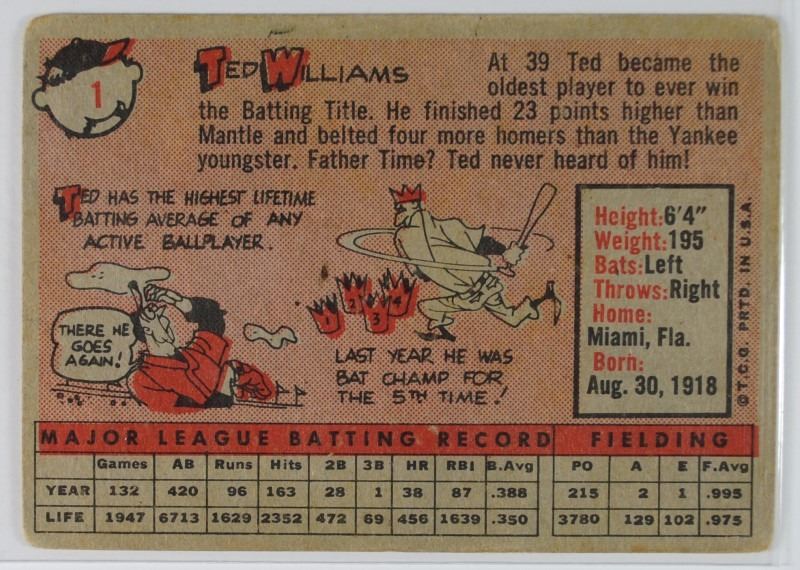 1
TED WILLIAMS
At 39 Ted became the
oldest player to ever win
the Batting Title. He finished 23 points higher than
Mantle and belted four more homers than the Yankee
youngster. Father Time? Ted never heard of him!
TED HAS THE HIGHEST LIFETIME
BATTING AVERAGE OF ANY
ACTIVE BALLPLAYER.
THERE HE
GOES
AGAIN!
1 2 3 4
LAST YEAR HE WAS
BAT CHAMP FOR
THE 5TH TIME!
Height: 6'4"
Weight: 195
Bats: Left
Throws: Right
Home:
Miami, Fla.
Born:
Aug. 30, 1918
©T.C.G. PRTD. IN U.S.A.
MAJOR LEAGUE BATTING RECORD FIELDING
Games AB Runs Hits 2B 3B HR RBI B.Avg PO A E F.Avg
YEAR 132 420 96 163 28 1 38 87 .388 215 2 1 .995
LIFE 1947 6713 1629 2352 472 69 456 1639 .350 3780 129 102 .975